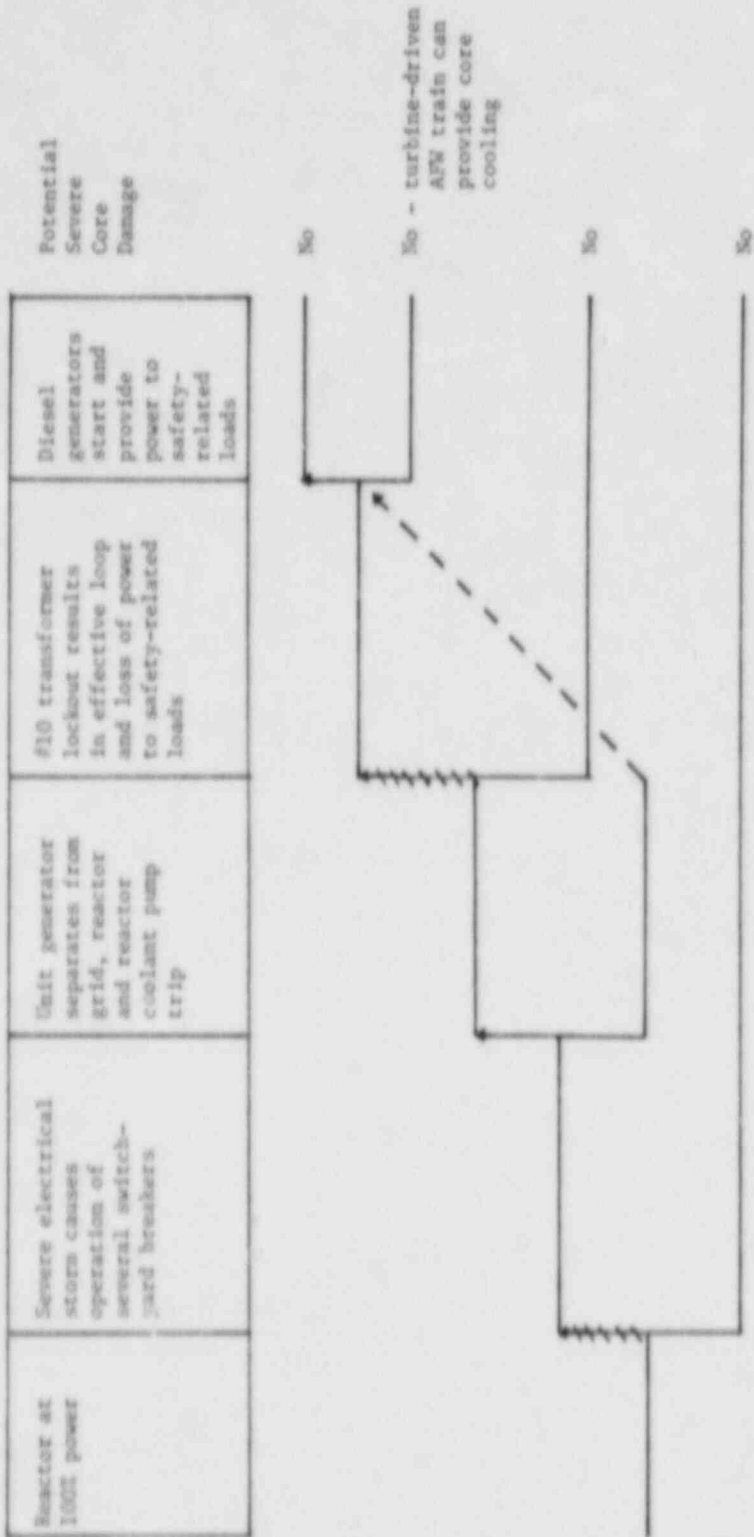 Reactor at
100% power
Severe electrical
storm causes
operation of
several switch-
yard breakers
Unit generator
separates from
grid, reactor
and reactor
coolant pump
trip
#10 transformer
lockout results
in effective loop
and loss of power
to safety-related
loads
Diesel
generators
start and
provide
power to
safety-
related
loads
Potential
Severe
Core
Damage
No
No - turbine-driven
AFW train can
provide core
cooling
No
No